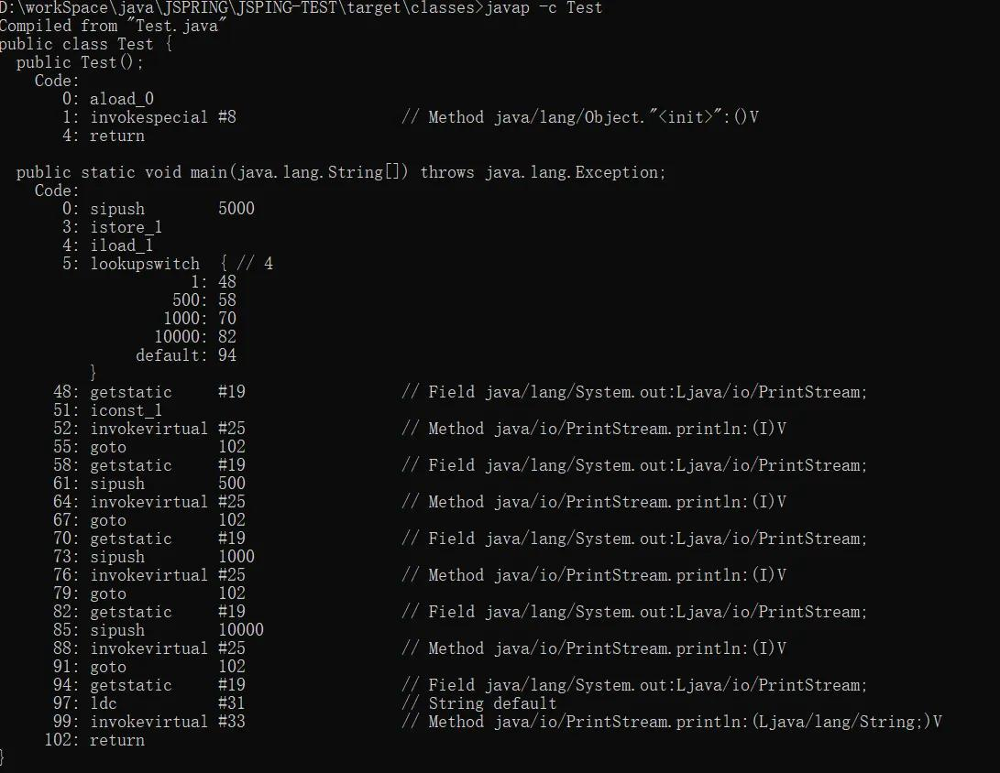 D:\workSpace\java\JSPRING\JSPING-TEST\target\classes>javap -c Test
Compiled from "Test.java"
public class Test {
  public Test();
    Code:
       0: aload_0
       1: invokespecial #8                  // Method java/lang/Object."<init>":()V
       4: return

  public static void main(java.lang.String[]) throws java.lang.Exception;
    Code:
       0: sipush        5000
       3: istore_1
       4: iload_1
       5: lookupswitch  { // 4
                     1: 48
                   500: 58
                  1000: 70
                 10000: 82
               default: 94
          }
      48: getstatic     #19                 // Field java/lang/System.out:Ljava/io/PrintStream;
      51: iconst_1
      52: invokevirtual #25                 // Method java/io/PrintStream.println:(I)V
      55: goto          102
      58: getstatic     #19                 // Field java/lang/System.out:Ljava/io/PrintStream;
      61: sipush        500
      64: invokevirtual #25                 // Method java/io/PrintStream.println:(I)V
      67: goto          102
      70: getstatic     #19                 // Field java/lang/System.out:Ljava/io/PrintStream;
      73: sipush        1000
      76: invokevirtual #25                 // Method java/io/PrintStream.println:(I)V
      79: goto          102
      82: getstatic     #19                 // Field java/lang/System.out:Ljava/io/PrintStream;
      85: sipush        10000
      88: invokevirtual #25                 // Method java/io/PrintStream.println:(I)V
      91: goto          102
      94: getstatic     #19                 // Field java/lang/System.out:Ljava/io/PrintStream;
      97: ldc           #31                 // String default
      99: invokevirtual #33                 // Method java/io/PrintStream.println:(Ljava/lang/String;)V
     102: return
}